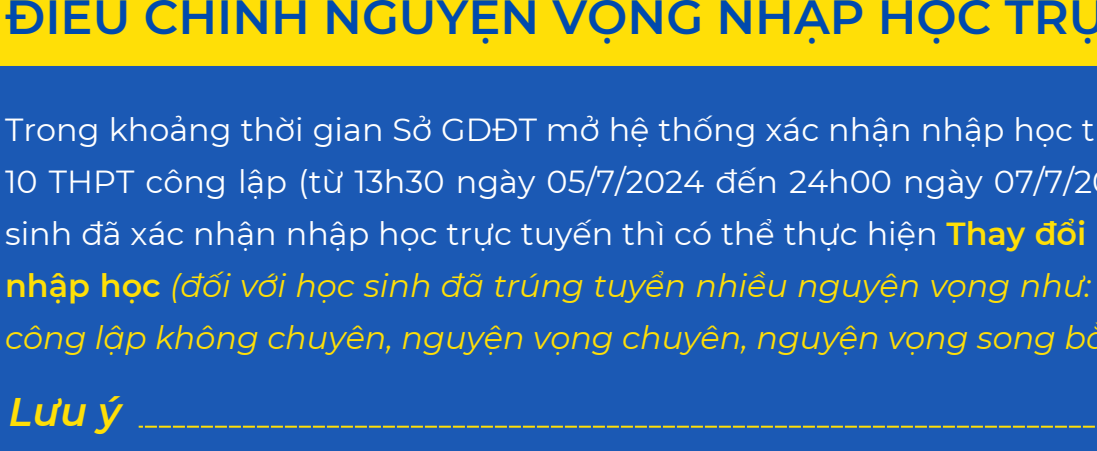 ĐIỀU CHỈNH NGUYỆN VỌNG NHẬP HỌC
Trong khoảng thời gian Sở GDĐT mở hệ thống xác nhận nhập học
10 THPT công lập (từ 13h30 ngày 05/7/2024 đến 24h00 ngày 07/7/20
sinh đã xác nhận nhập học trực tuyến thì có thể thực hiện Thay đổi
nhập học (đối với học sinh đã trúng tuyển nhiều nguyện vọng như:
công lập không chuyên, nguyện vọng chuyên, nguyện vọng song
Lưu ý